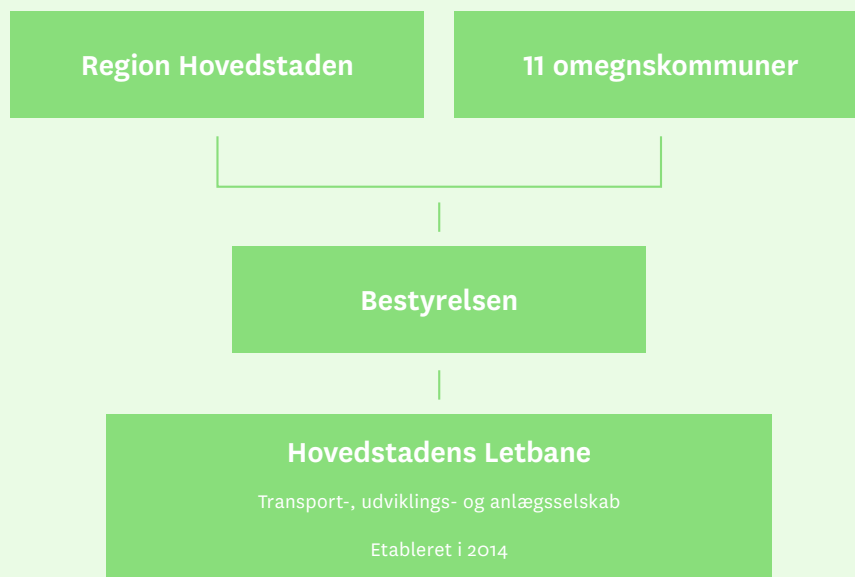 Region Hovedstaden
11 omegnskommuner
Bestyrelsen
Hovedstadens Letbane
Transport-, udviklings- og anlægsselskab
Etableret i 2014